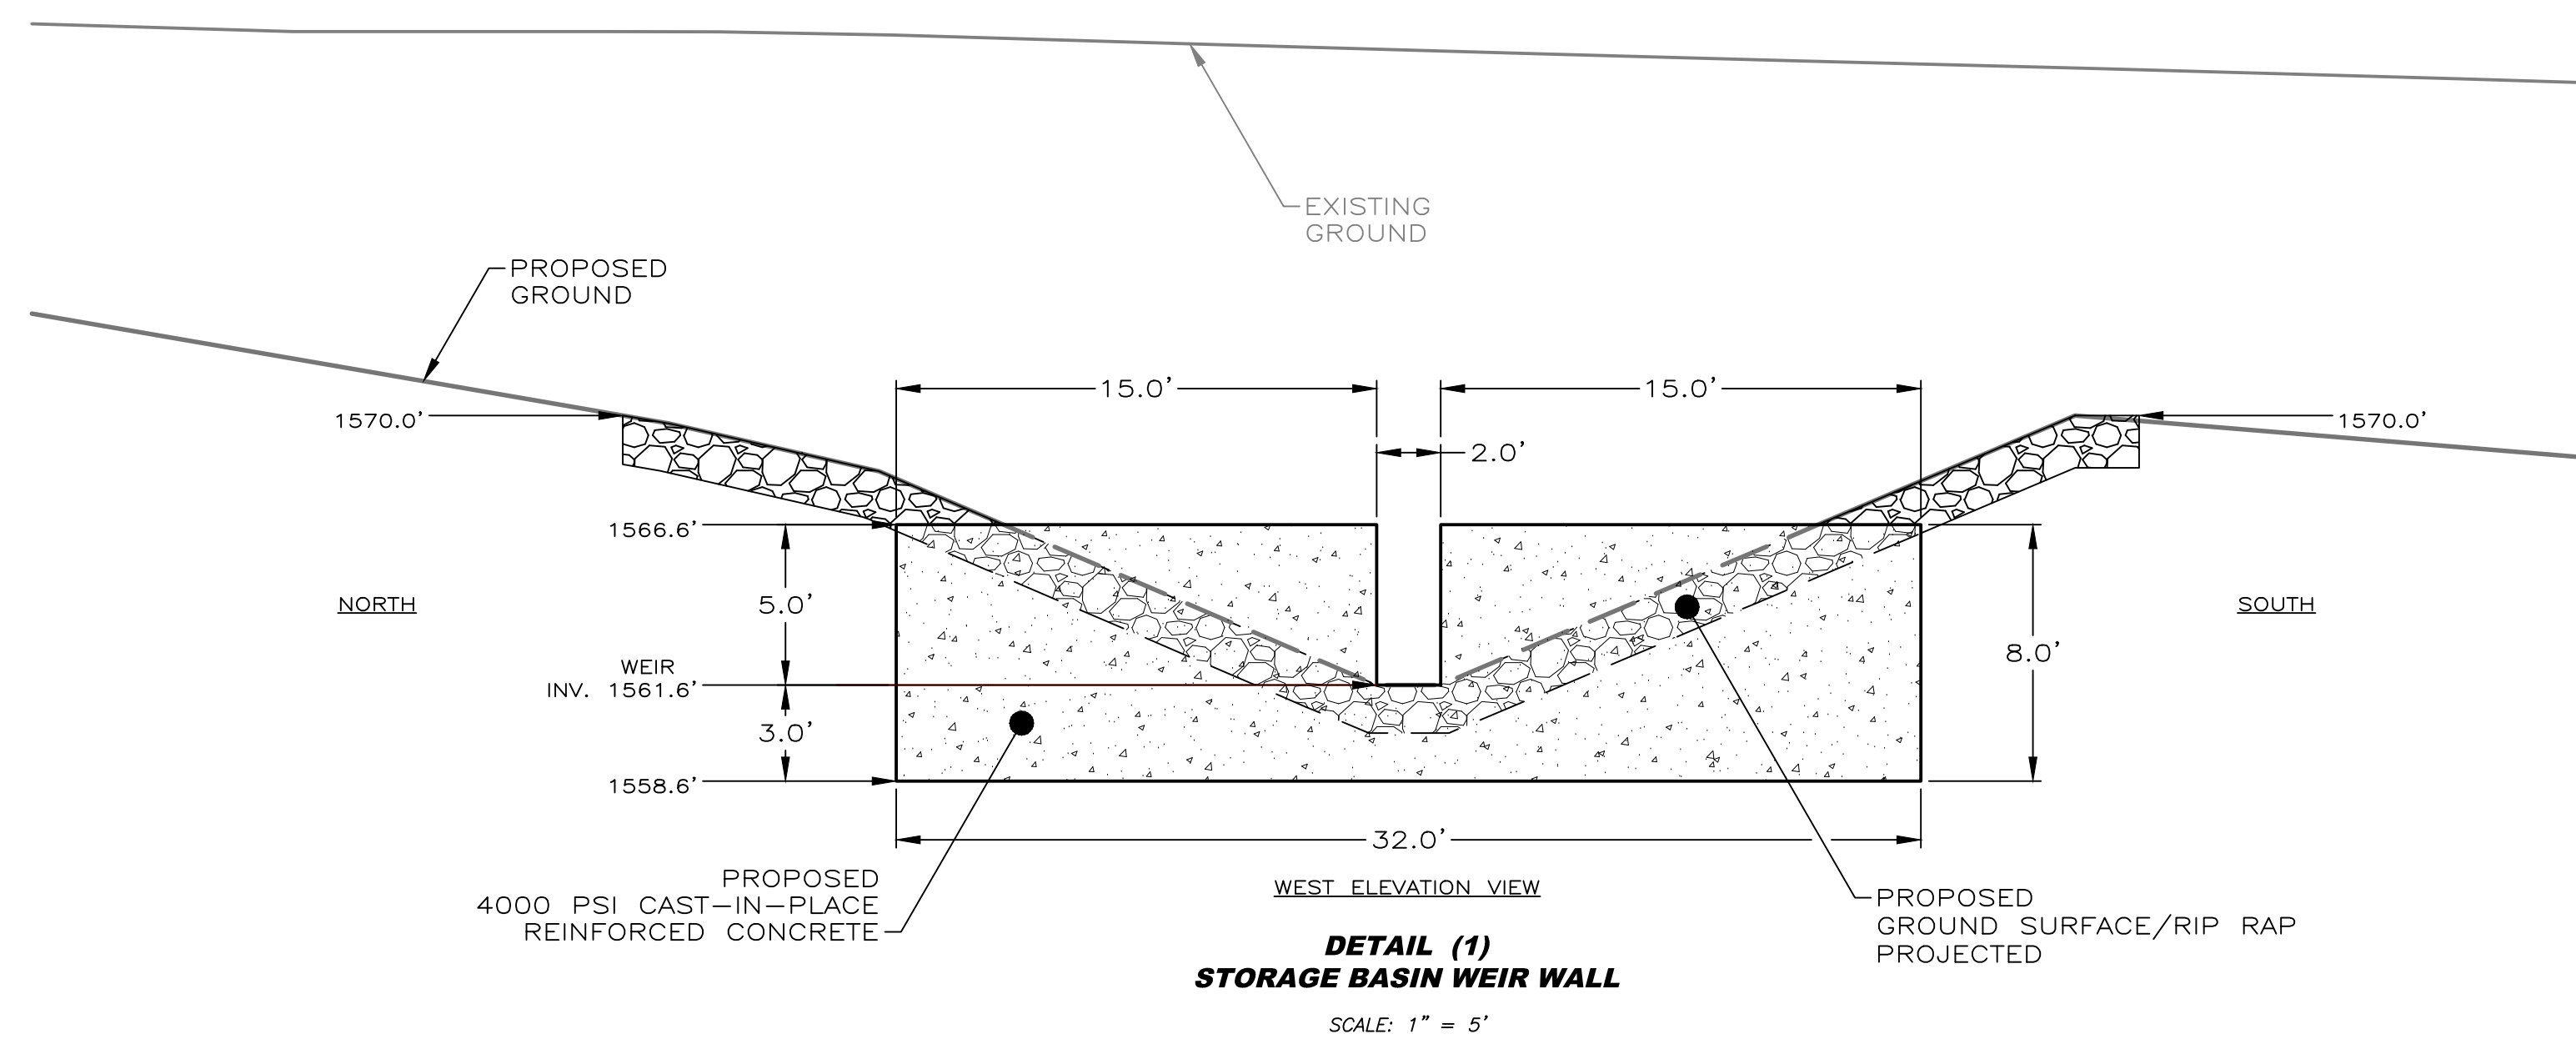 EXISTING
GROUND
PROPOSED
GROUND
15.0'
15.0'
1570.0'
1570.0'
2.0'
1566.6'
5.0'
NORTH
SOUTH
8.0'
WEIR
INV. 1561.6'
3.0'
1558.6'
32.0'
PROPOSED
4000 PSI CAST-IN-PLACE
REINFORCED CONCRETE
WEST ELEVATION VIEW
PROPOSED
GROUND SURFACE/RIP RAP
PROJECTED
DETAIL (1)
STORAGE BASIN WEIR WALL
SCALE: 1" = 5'